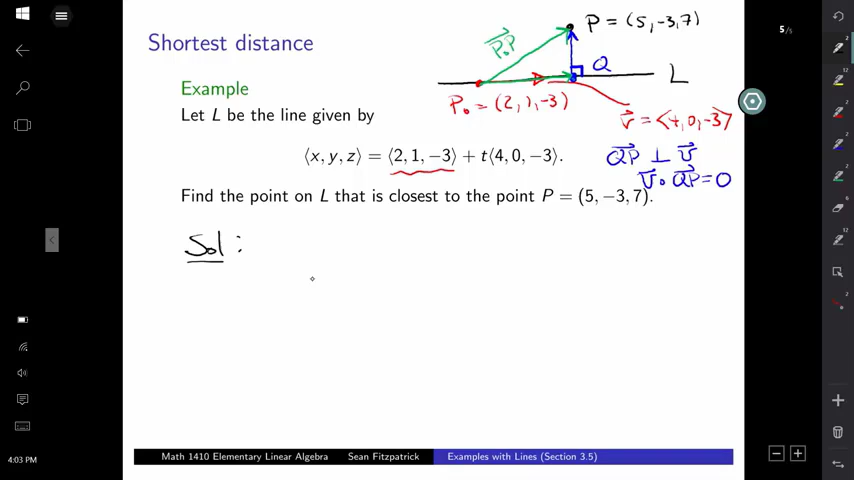 5/5
Shortest distance
P = (5,-3,7)
P₀P
Q
L
Example
P₀ = (2,1,-3)
Let L be the line given by
v = <4,0,-3>
⟨x, y, z⟩ = ⟨2, 1, −3⟩ + t⟨4, 0, −3⟩.
QP ⊥ v
v • QP = 0
Find the point on L that is closest to the point P = (5, −3, 7).
Sol :
4:03 PM
Math 1410 Elementary Linear Algebra Sean Fitzpatrick Examples with Lines (Section 3.5)